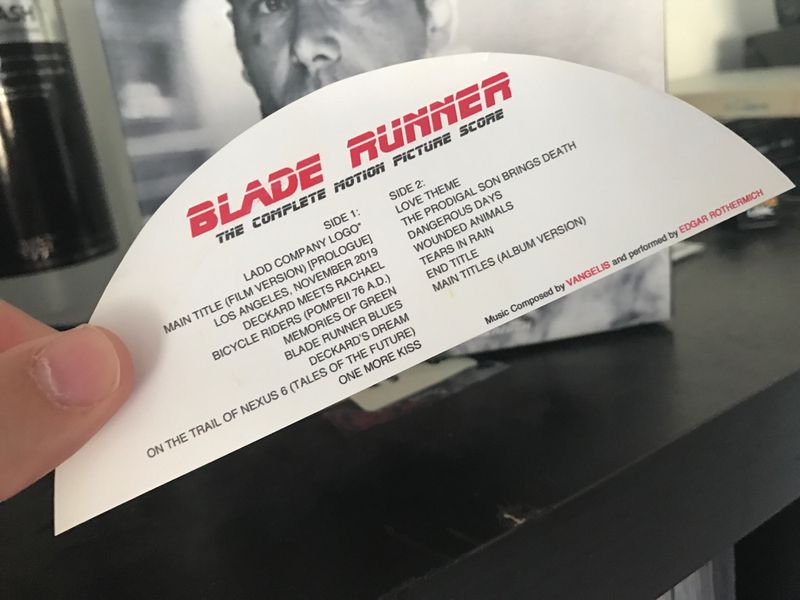 ASH
BLADE RUNNER
THE COMPLETE MOTION PICTURE SCORE
SIDE 1:
LADD COMPANY LOGO*
MAIN TITLE (FILM VERSION) [PROLOGUE]
LOS ANGELES, NOVEMBER 2019
DECKARD MEETS RACHAEL
BICYCLE RIDERS (POMPEII '76 A.D.)
MEMORIES OF GREEN
BLADE RUNNER BLUES
DECKARD'S DREAM
ON THE TRAIL OF NEXUS 6 (TALES OF THE FUTURE)
ONE MORE KISS
SIDE 2:
LOVE THEME
THE PRODIGAL SON BRINGS DEATH
DANGEROUS DAYS
WOUNDED ANIMALS
TEARS IN RAIN
END TITLE
MAIN TITLES (ALBUM VERSION)
Music Composed by VANGELIS and performed by EDGAR ROTHERMICH